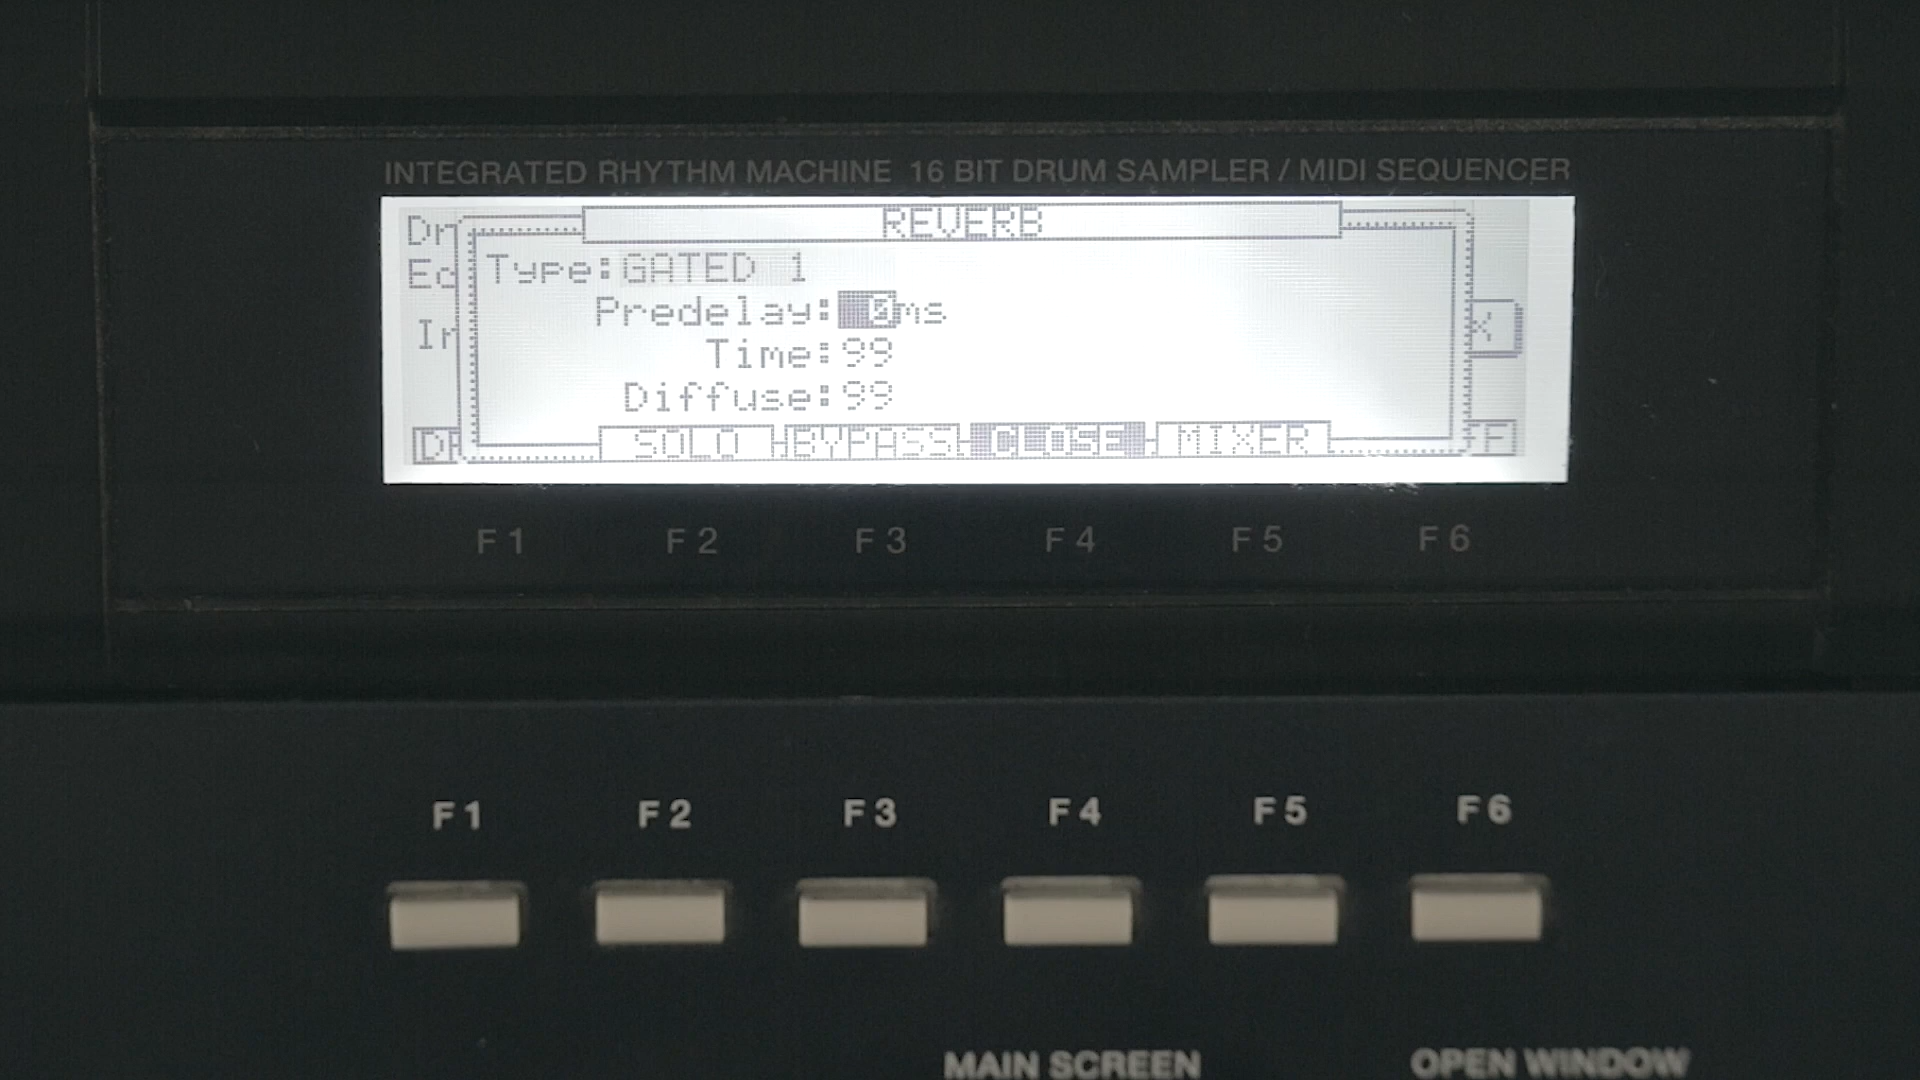 INTEGRATED RHYTHM MACHINE 16 BIT DRUM SAMPLER / MIDI SEQUENCER
REVERB
Type:GATED 1
Predelay: 0ms
Time:99
Diffuse:99
SOLO BYPASS CLOSE MIXER
F1 F2 F3 F4 F5 F6
F1 F2 F3 F4 F5 F6
MAIN SCREEN OPEN WINDOW